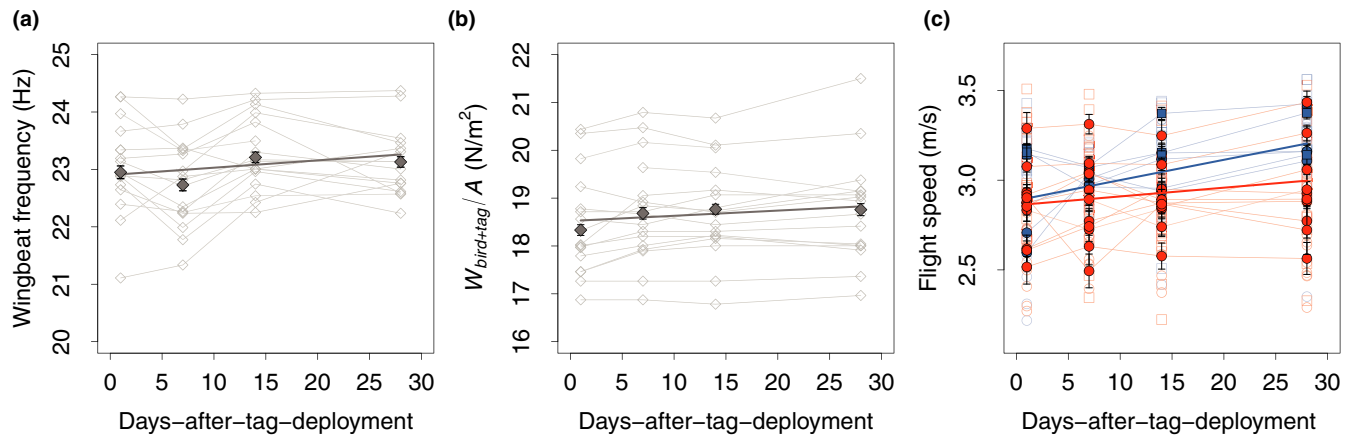 (a)
Wingbeat frequency (Hz)
25
24
23
22
21
20
0 5 10 15 20 25 30
Days−after−tag−deployment
(b)
W bird+tag / A (N/m²)
22
21
20
19
18
17
16
0 5 10 15 20 25 30
Days−after−tag−deployment
(c)
Flight speed (m/s)
3.5
3.0
2.5
0 5 10 15 20 25 30
Days−after−tag−deployment